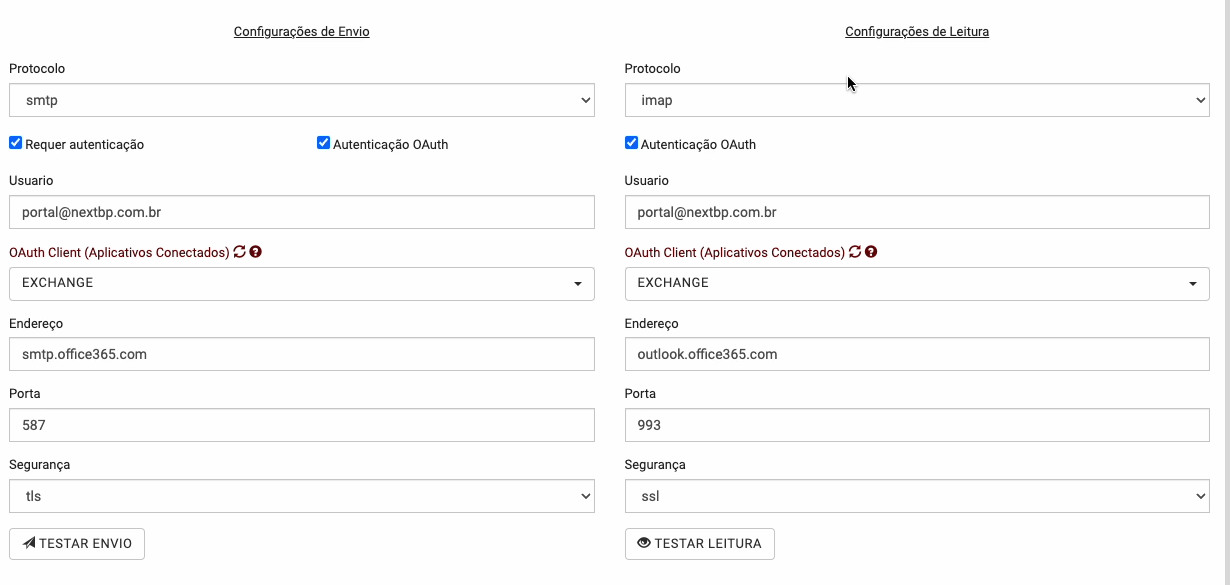 Configurações de Envio
Protocolo
smtp
Requer autenticação
Autenticação OAuth
Usuario
portal@nextbp.com.br
OAuth Client (Aplicativos Conectados)
EXCHANGE
Endereço
smtp.office365.com
Porta
587
Segurança
tls
TESTAR ENVIO
Configurações de Leitura
Protocolo
imap
Autenticação OAuth
Usuario
portal@nextbp.com.br
OAuth Client (Aplicativos Conectados)
EXCHANGE
Endereço
outlook.office365.com
Porta
993
Segurança
ssl
TESTAR LEITURA